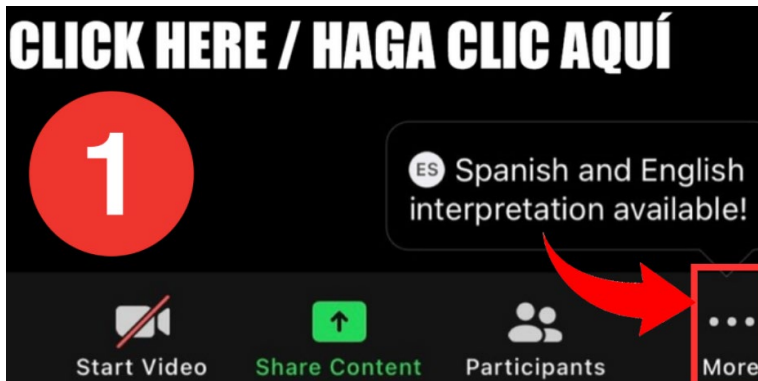 CLICK HERE / HAGA CLIC AQUÍ
1
ES Spanish and English
interpretation available!
Start Video Share Content Participants More